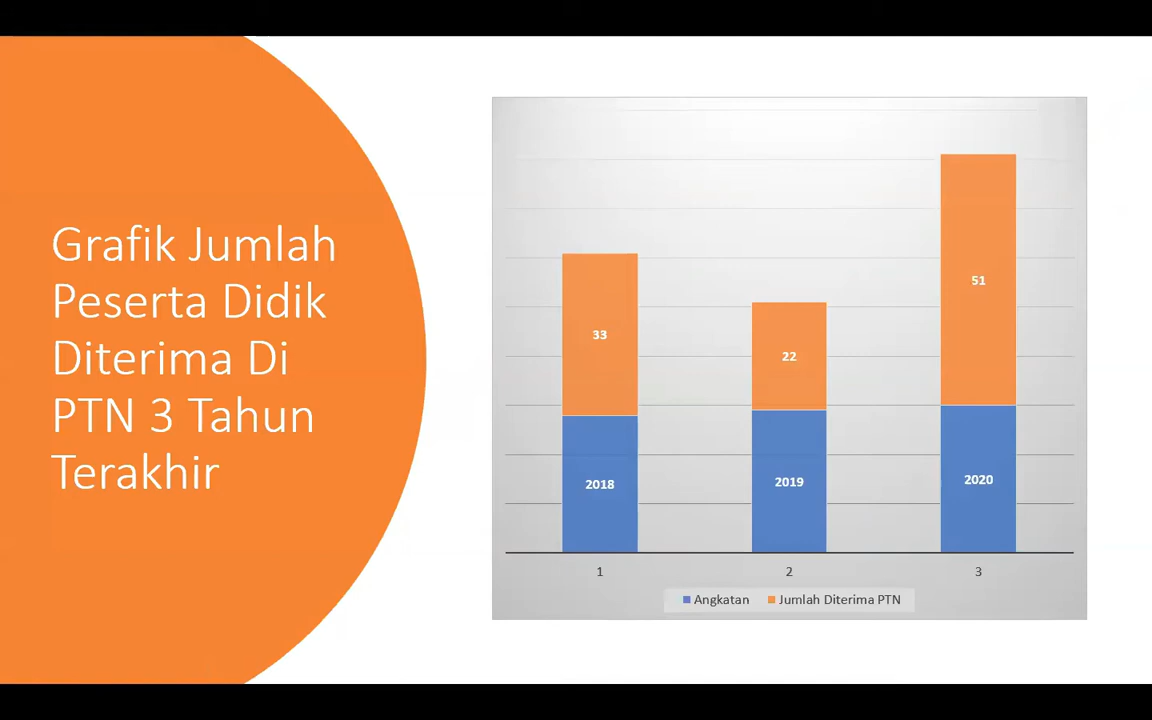 Grafik Jumlah
Peserta Didik
Diterima Di
PTN 3 Tahun
Terakhir
33
22
51
2018
2019
2020
1
2
3
Angkatan
Jumlah Diterima PTN